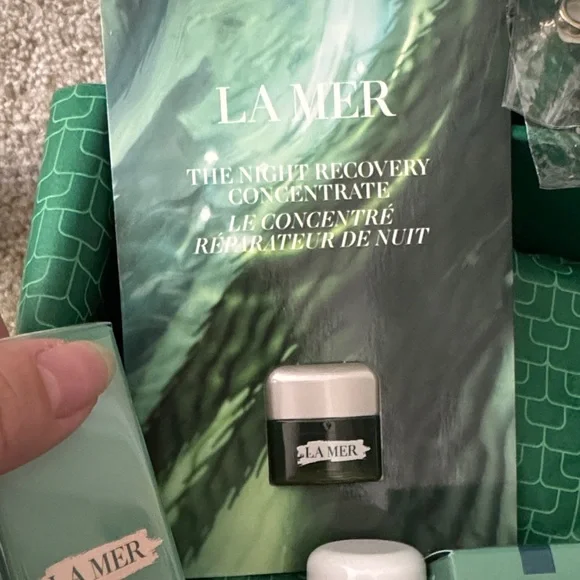 LA MER
THE NIGHT RECOVERY
CONCENTRATE
LE CONCENTRÉ
RÉPARATEUR DE NUIT
LA MER
LA MER